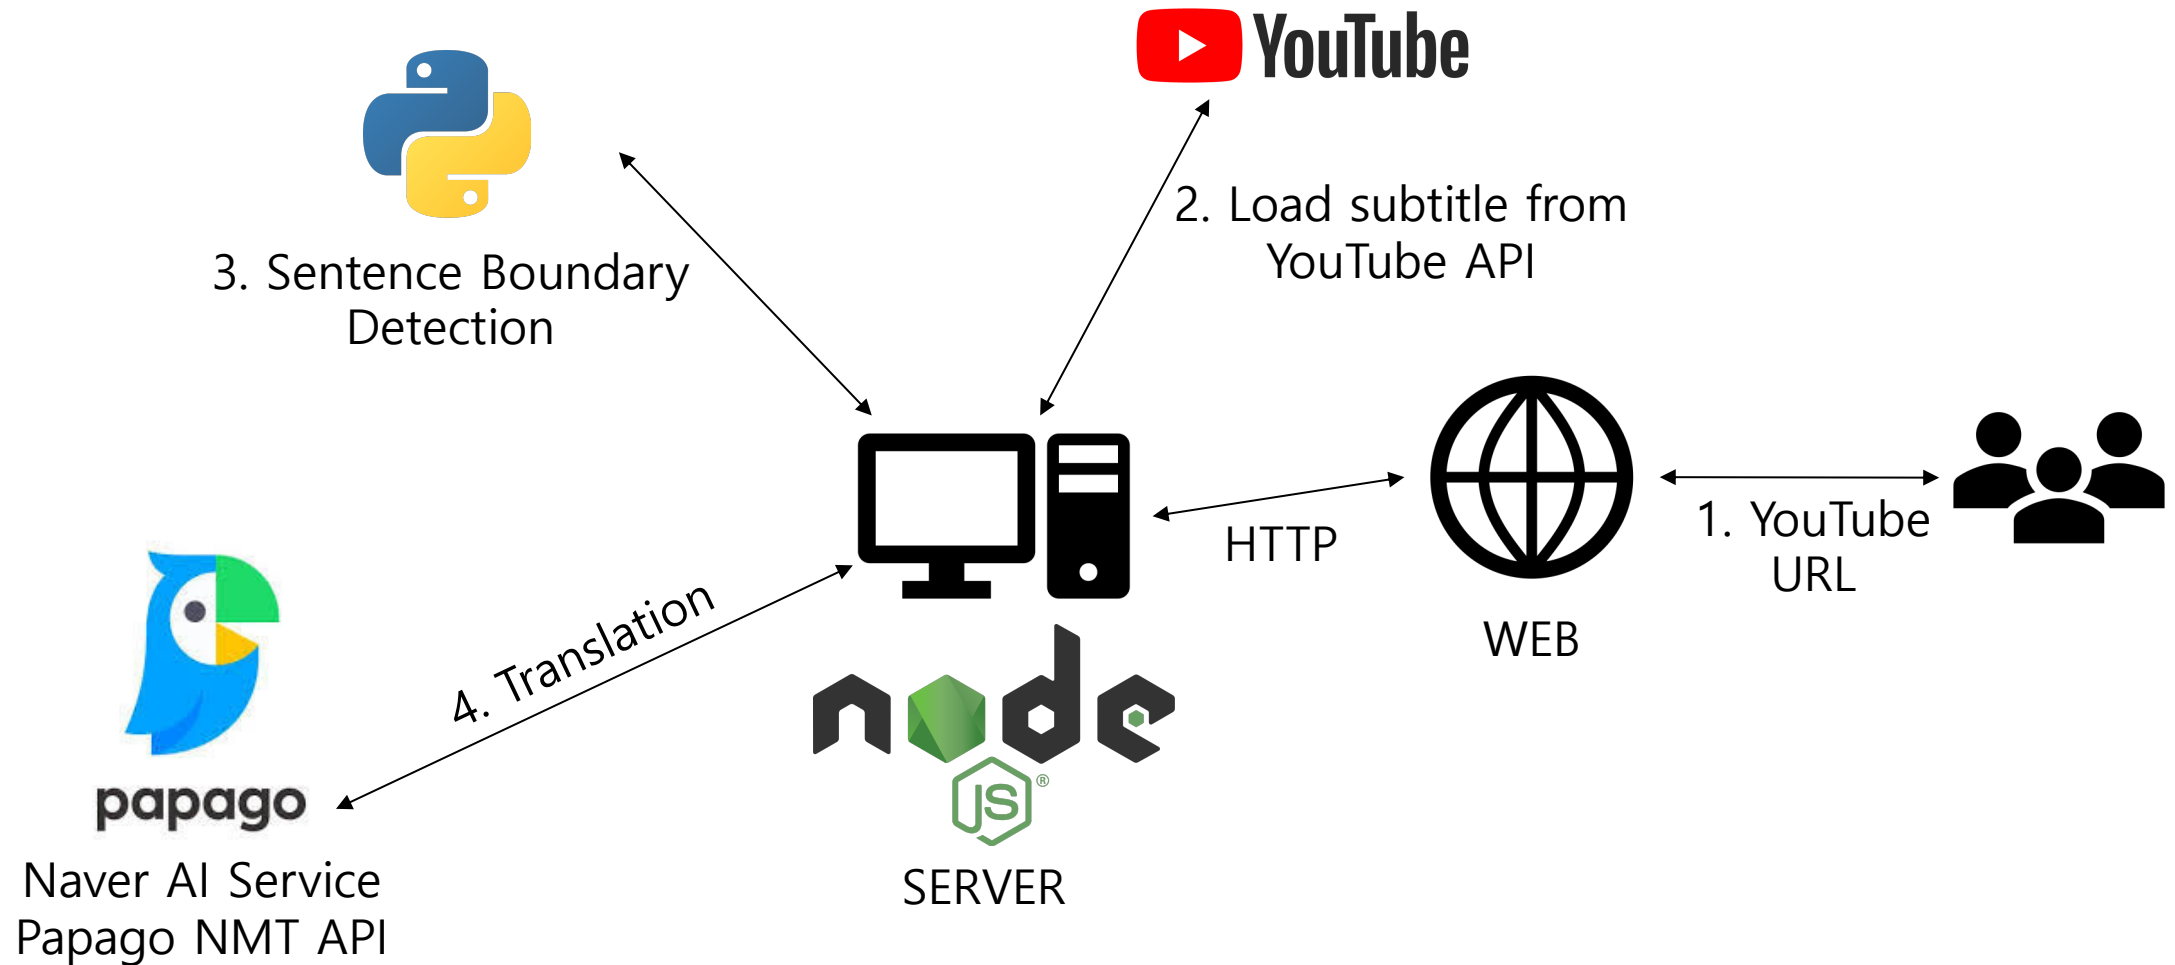 YouTube
2. Load subtitle from
YouTube API
3. Sentence Boundary
Detection
HTTP
1. YouTube
URL
WEB
4. Translation
node
JS®
SERVER
papago
Naver AI Service
Papago NMT API